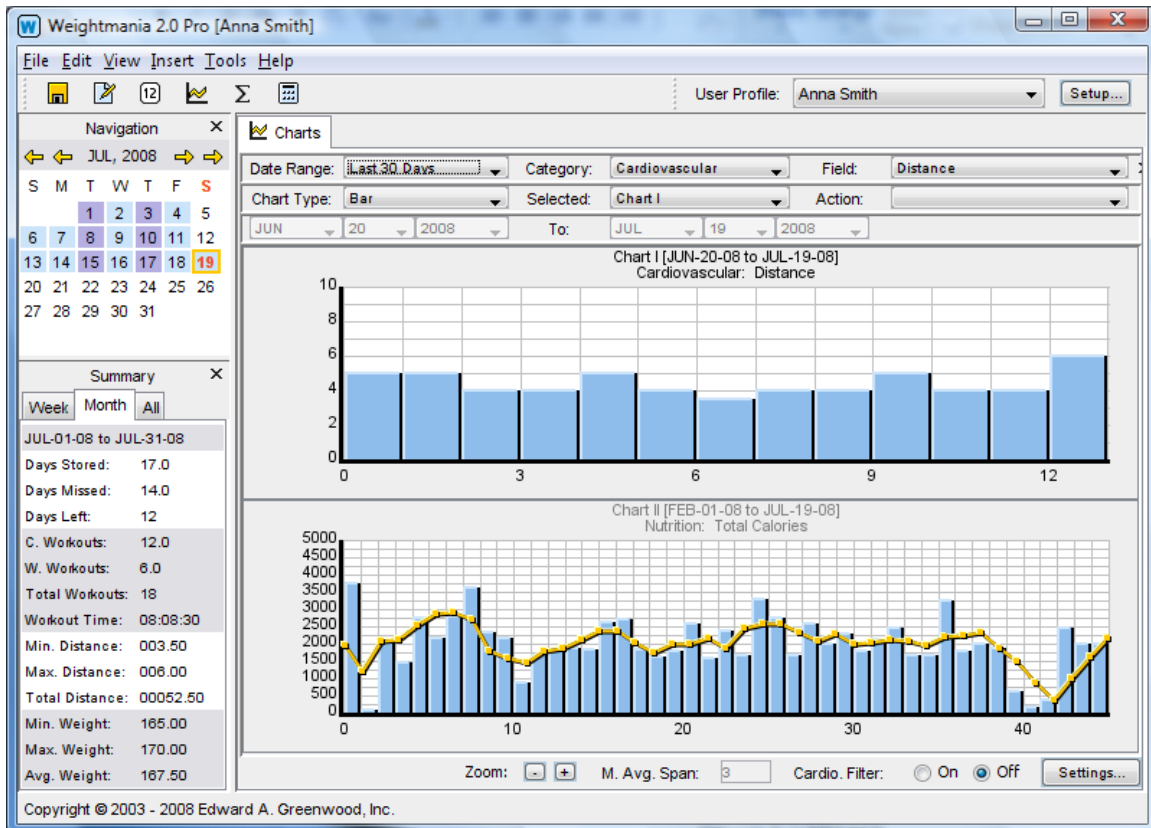 Weightmania 2.0 Pro [Anna Smith]
File Edit View Insert Tools Help
12 Σ User Profile: Anna Smith Setup...
Navigation X
JUL, 2008
S M T W T F S
1 2 3 4 5
6 7 8 9 10 11 12
13 14 15 16 17 18 19
20 21 22 23 24 25 26
27 28 29 30 31
Summary X
Week Month All
JUL-01-08 to JUL-31-08
Days Stored: 17.0
Days Missed: 14.0
Days Left: 12
C. Workouts: 12.0
W. Workouts: 6.0
Total Workouts: 18
Workout Time: 08:08:30
Min. Distance: 003.50
Max. Distance: 006.00
Total Distance: 00052.50
Min. Weight: 165.00
Max. Weight: 170.00
Avg. Weight: 167.50
Charts
Date Range: Last 30 Days Category: Cardiovascular Field: Distance
Chart Type: Bar Selected: Chart I Action:
JUN 20 2008 To: JUL 19 2008
Chart I [JUN-20-08 to JUL-19-08]
Cardiovascular: Distance
10
8
6
4
2
0
0 3 6 9 12
Chart II [FEB-01-08 to JUL-19-08]
Nutrition: Total Calories
5000
4500
4000
3500
3000
2500
2000
1500
1000
500
0
0 10 20 30 40
Zoom: - + M. Avg. Span: 3 Cardio. Filter: On Off Settings...
Copyright © 2003 - 2008 Edward A. Greenwood, Inc.